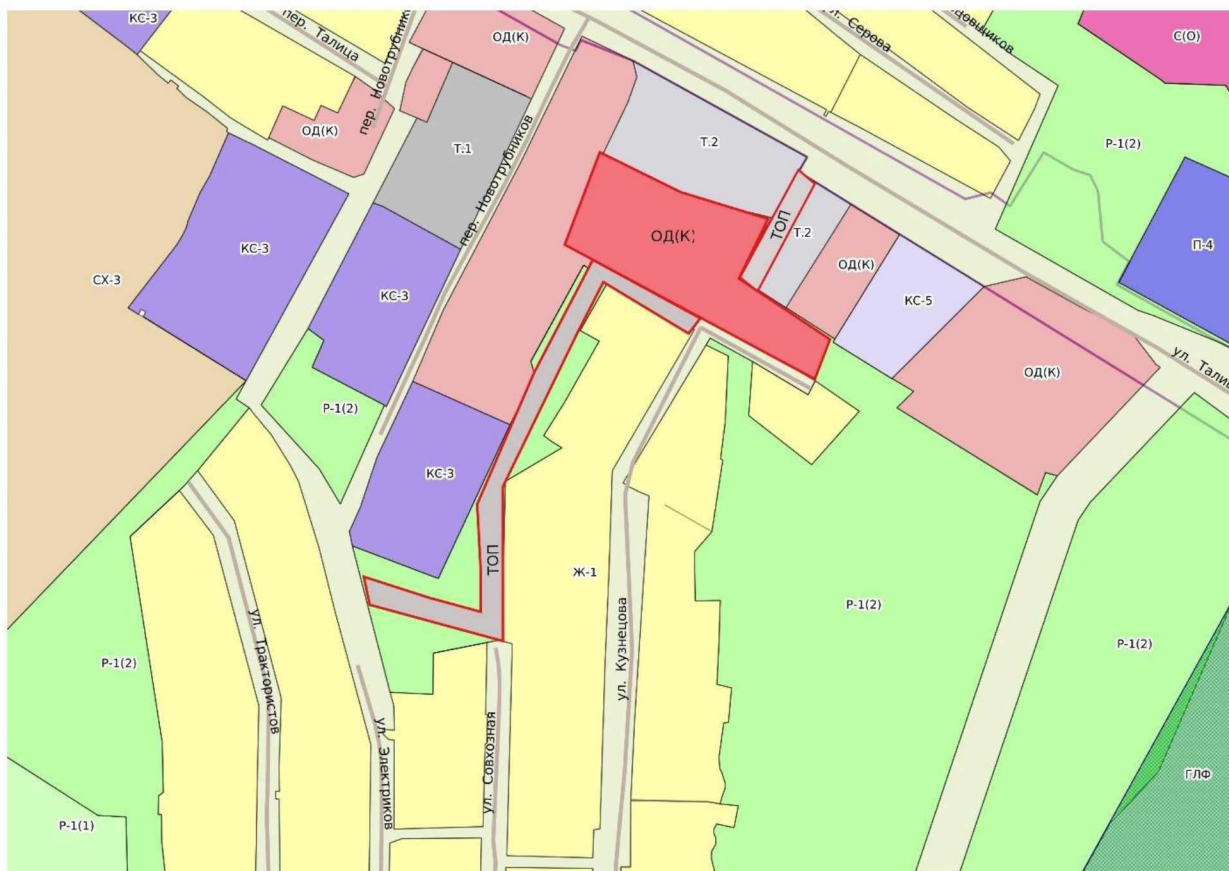 КС-3
пер. Талица
пер. Новотрубников
ОД(К)
ул. Серова
С(О)
ОД(К)
Т.1
пер. Новотрубников
Т.2
Р-1(2)
П-4
СХ-3
КС-3
КС-3
ОД(К)
ТОП
Т.2
ОД(К)
КС-5
ОД(К)
Р-1(2)
КС-3
ТОП
Ж-1
Р-1(2)
Р-1(2)
Р-1(2)
ул. Трактористов
ул. Электриков
ул. Совхозная
ул. Кузнецова
ГЛФ
Р-1(1)